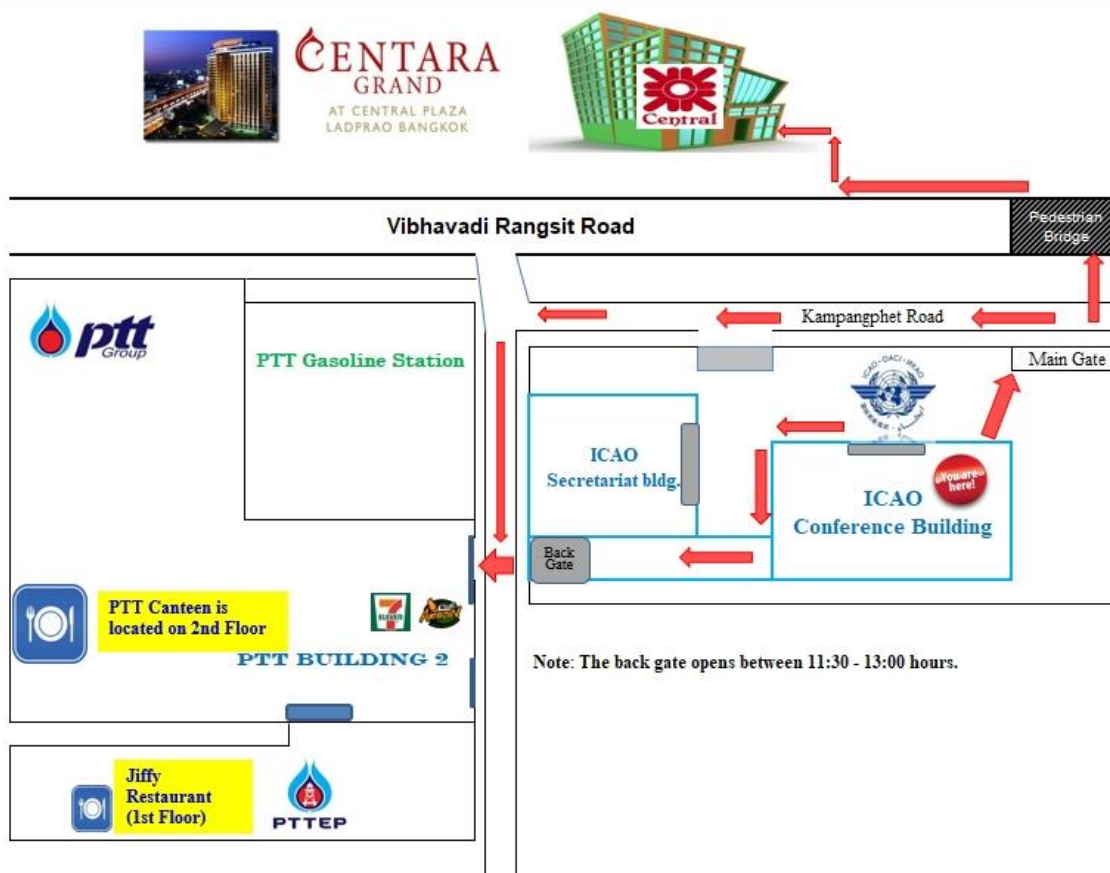 CENTARA
GRAND
AT CENTRAL PLAZA
LADPRAO BANGKOK
Central
Vibhavadi Rangsit Road
Pedestrian
Bridge
Kampangphet Road
ptt
Group
PTT Gasoline Station
Main Gate
ICAO
Secretariat bldg.
You are
here!
ICAO
Conference Building
Back
Gate
7
ELEVEN
PTT Canteen is
located on 2nd Floor
PTT BUILDING 2
Note: The back gate opens between 11:30 - 13:00 hours.
Jiffy
Restaurant
(1st Floor)
PTTEP